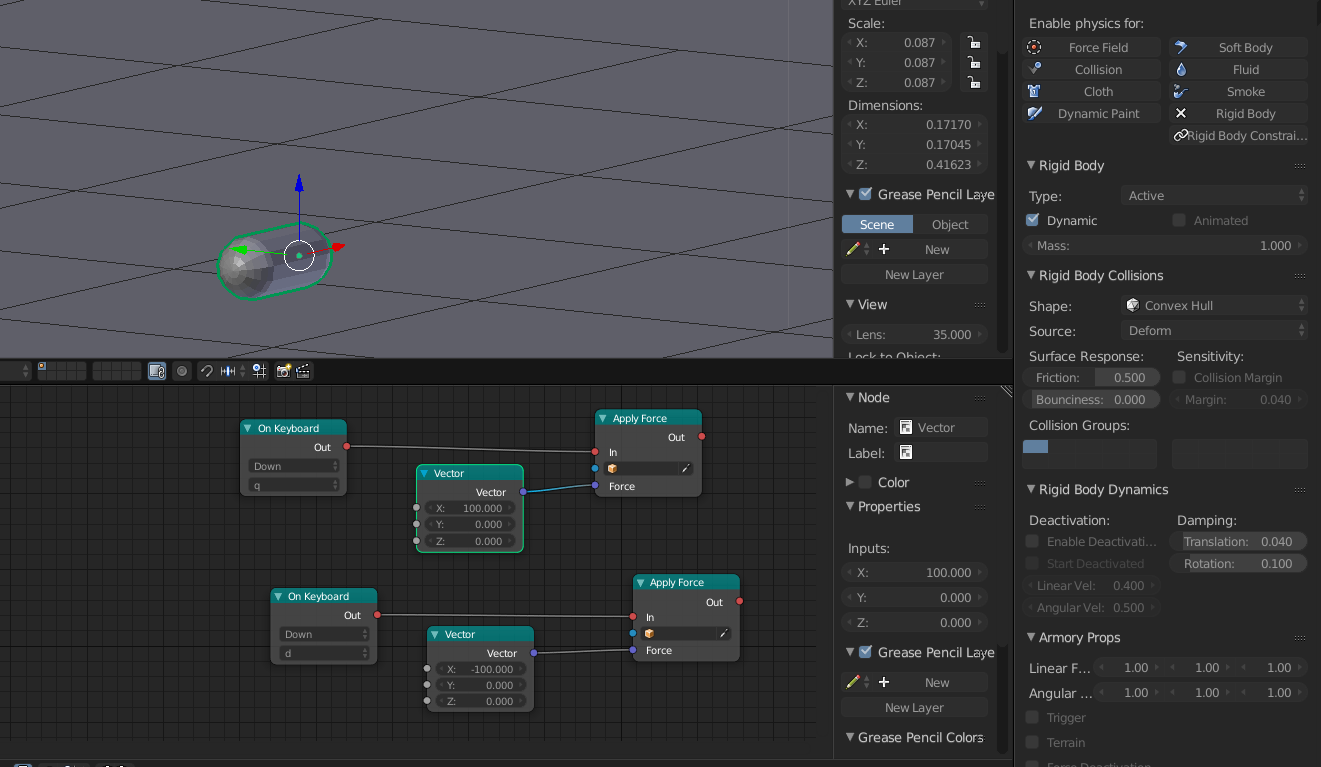 XYZ Euler
Scale:
X: 0.087
Y: 0.087
Z: 0.087
Dimensions:
X: 0.17170
Y: 0.17045
Z: 0.41623
Grease Pencil Laye
Scene Object
New
New Layer
View
Lens: 35.000
Lock to Object:
On Keyboard
Out
Down
q
Vector
Vector
X: 100.000
Y: 0.000
Z: 0.000
Apply Force
Out
In
Force
On Keyboard
Out
Down
d
Vector
Vector
X: -100.000
Y: 0.000
Z: 0.000
Apply Force
Out
In
Force
Node
Name: Vector
Label:
Color
Properties
Inputs:
X: 100.000
Y: 0.000
Z: 0.000
Grease Pencil Laye
New
New Layer
Grease Pencil Colors
Enable physics for:
Force Field Soft Body
Collision Fluid
Cloth Smoke
Dynamic Paint Rigid Body
Rigid Body Constrai...
Rigid Body
Type: Active
Dynamic Animated
Mass: 1.000
Rigid Body Collisions
Shape: Convex Hull
Source: Deform
Surface Response: Sensitivity:
Friction: 0.500 Collision Margin
Bounciness: 0.000 Margin: 0.040
Collision Groups:
Rigid Body Dynamics
Deactivation: Damping:
Enable Deactivati... Translation: 0.040
Start Deactivated Rotation: 0.100
Linear Vel: 0.400
Angular Vel: 0.500
Armory Props
Linear F... 1.00 1.00 1.00
Angular ... 1.00 1.00 1.00
Trigger
Terrain
Force Deactivation